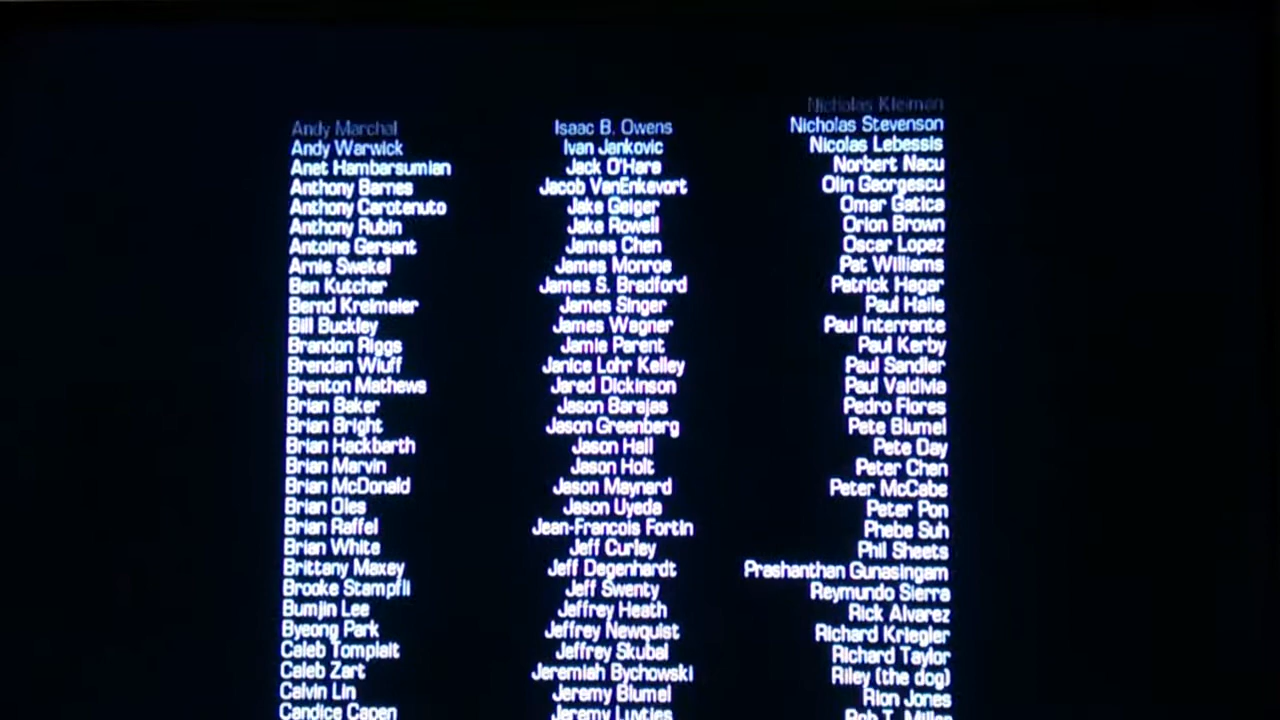 Andy Marchal
Andy Warwick
Anet Hambarsumian
Anthony Barnes
Anthony Carotenuto
Anthony Rubin
Antoine Gersant
Arnie Swekel
Ben Kutcher
Bernd Kreimeier
Bill Buckley
Brandon Riggs
Brendan Wluff
Brenton Mathews
Brian Baker
Brian Bright
Brian Hackbarth
Brian Marvin
Brian McDonald
Brian Oles
Brian Raffel
Brian White
Brittany Maxey
Brooke Stampfli
Bumjin Lee
Byeong Park
Caleb Tomplait
Caleb Zart
Calvin Lin
Candice Capen
Isaac B. Owens
Ivan Jankovic
Jack O'Hara
Jacob VanEnkevort
Jake Geiger
Jake Rowell
James Chen
James Monroe
James S. Bradford
James Singer
James Wagner
Jamie Parent
Janice Lohr Kelley
Jared Dickinson
Jason Barajas
Jason Greenberg
Jason Hall
Jason Holt
Jason Maynard
Jason Uyeda
Jean-Francois Fortin
Jeff Curley
Jeff Degenhardt
Jeff Swenty
Jeffrey Heath
Jeffrey Newquist
Jeffrey Skubal
Jeremiah Bychowski
Jeremy Blumel
Jeremy Luyties
Nicholas Kleiman
Nicholas Stevenson
Nicolas Lebessis
Norbert Nacu
Olin Georgescu
Omar Gatica
Orion Brown
Oscar Lopez
Pat Williams
Patrick Hagar
Paul Haile
Paul Interrante
Paul Kerby
Paul Sandler
Paul Valdivia
Pedro Flores
Pete Blumel
Pete Day
Peter Chen
Peter McCabe
Peter Pon
Phebe Suh
Phil Sheets
Prashanthan Gunasingam
Reymundo Sierra
Rick Alvarez
Richard Kriegler
Richard Taylor
Riley (the dog)
Rion Jones
Rob T. Miller